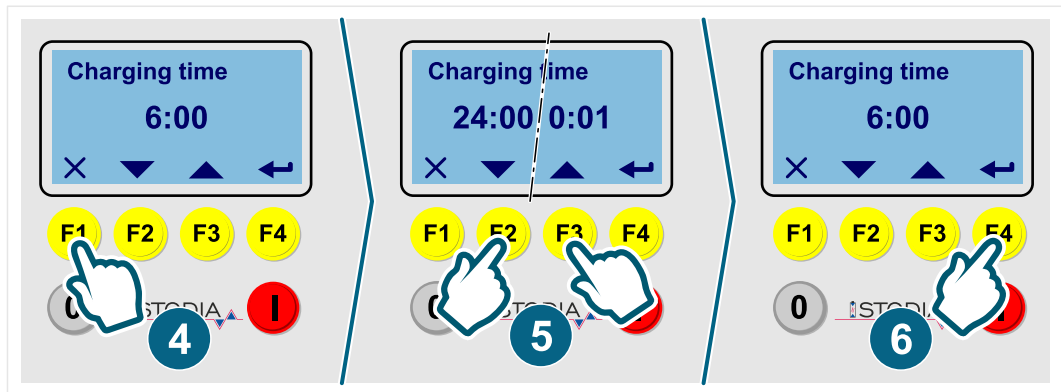 Charging time
6:00
F1 F2 F3 F4
0 STODIA I
4
Charging time
24:00 0:01
F1 F2 F3 F4
5
Charging time
6:00
F1 F2 F3 F4
0
6